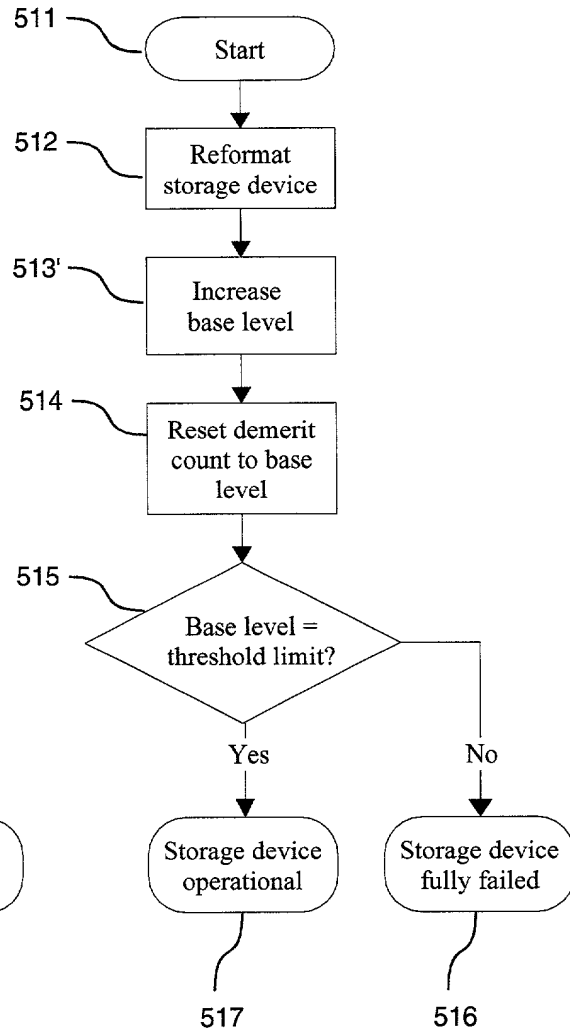 511
Start
512
Reformat
storage device
513'
Increase
base level
514
Reset demerit
count to base
level
515
Base level =
threshold limit?
Yes
No
Storage device
operational
Storage device
fully failed
517
516